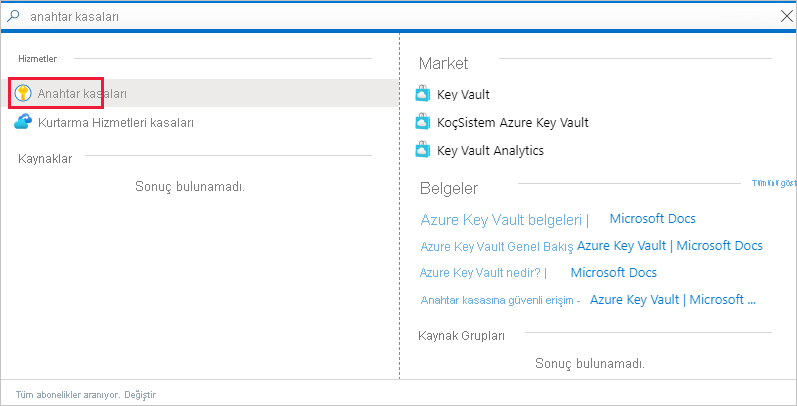 anahtar kasaları
Hizmetler
Anahtar kasaları
Kurtarma Hizmetleri kasaları
Kaynaklar
Sonuç bulunamadı.
Market
Key Vault
KoçSistem Azure Key Vault
Key Vault Analytics
Belgeler
Azure Key Vault belgeleri | Microsoft Docs
Azure Key Vault Genel Bakış Azure Key Vault | Microsoft Docs
Azure Key Vault nedir? | Microsoft Docs
Anahtar kasasına güvenli erişim - Azure Key Vault | Microsoft ...
Kaynak Grupları
Sonuç bulunamadı.
Tüm abonelikler aranıyor. Değiştir